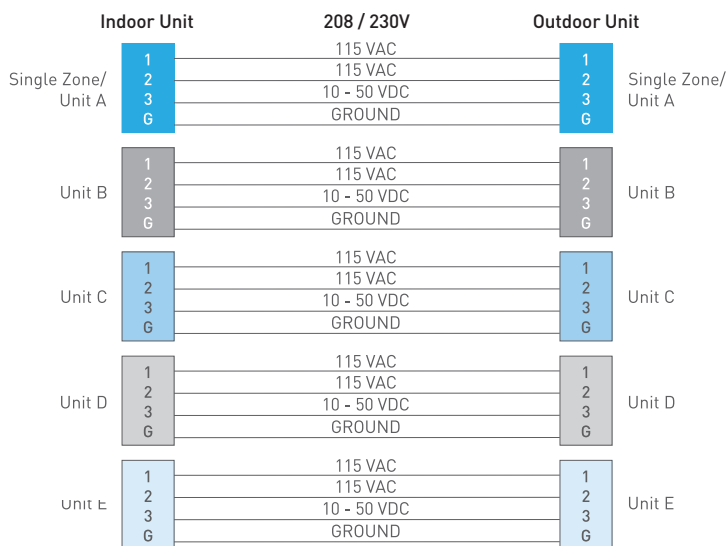 Indoor Unit 208 / 230V Outdoor Unit
115 VAC
1 1
115 VAC
Single Zone/ 2 2 Single Zone/
10 - 50 VDC
Unit A 3 3 Unit A
GROUND
G G
115 VAC
1 1
115 VAC
Unit B 2 2 Unit B
10 - 50 VDC
3 3
GROUND
G G
115 VAC
1 1
115 VAC
Unit C 2 2 Unit C
10 - 50 VDC
3 3
GROUND
G G
115 VAC
1 1
115 VAC
Unit D 2 2 Unit D
10 - 50 VDC
3 3
GROUND
G G
115 VAC
1 1
115 VAC
Unit E 2 2 Unit E
10 - 50 VDC
3 3
GROUND
G G